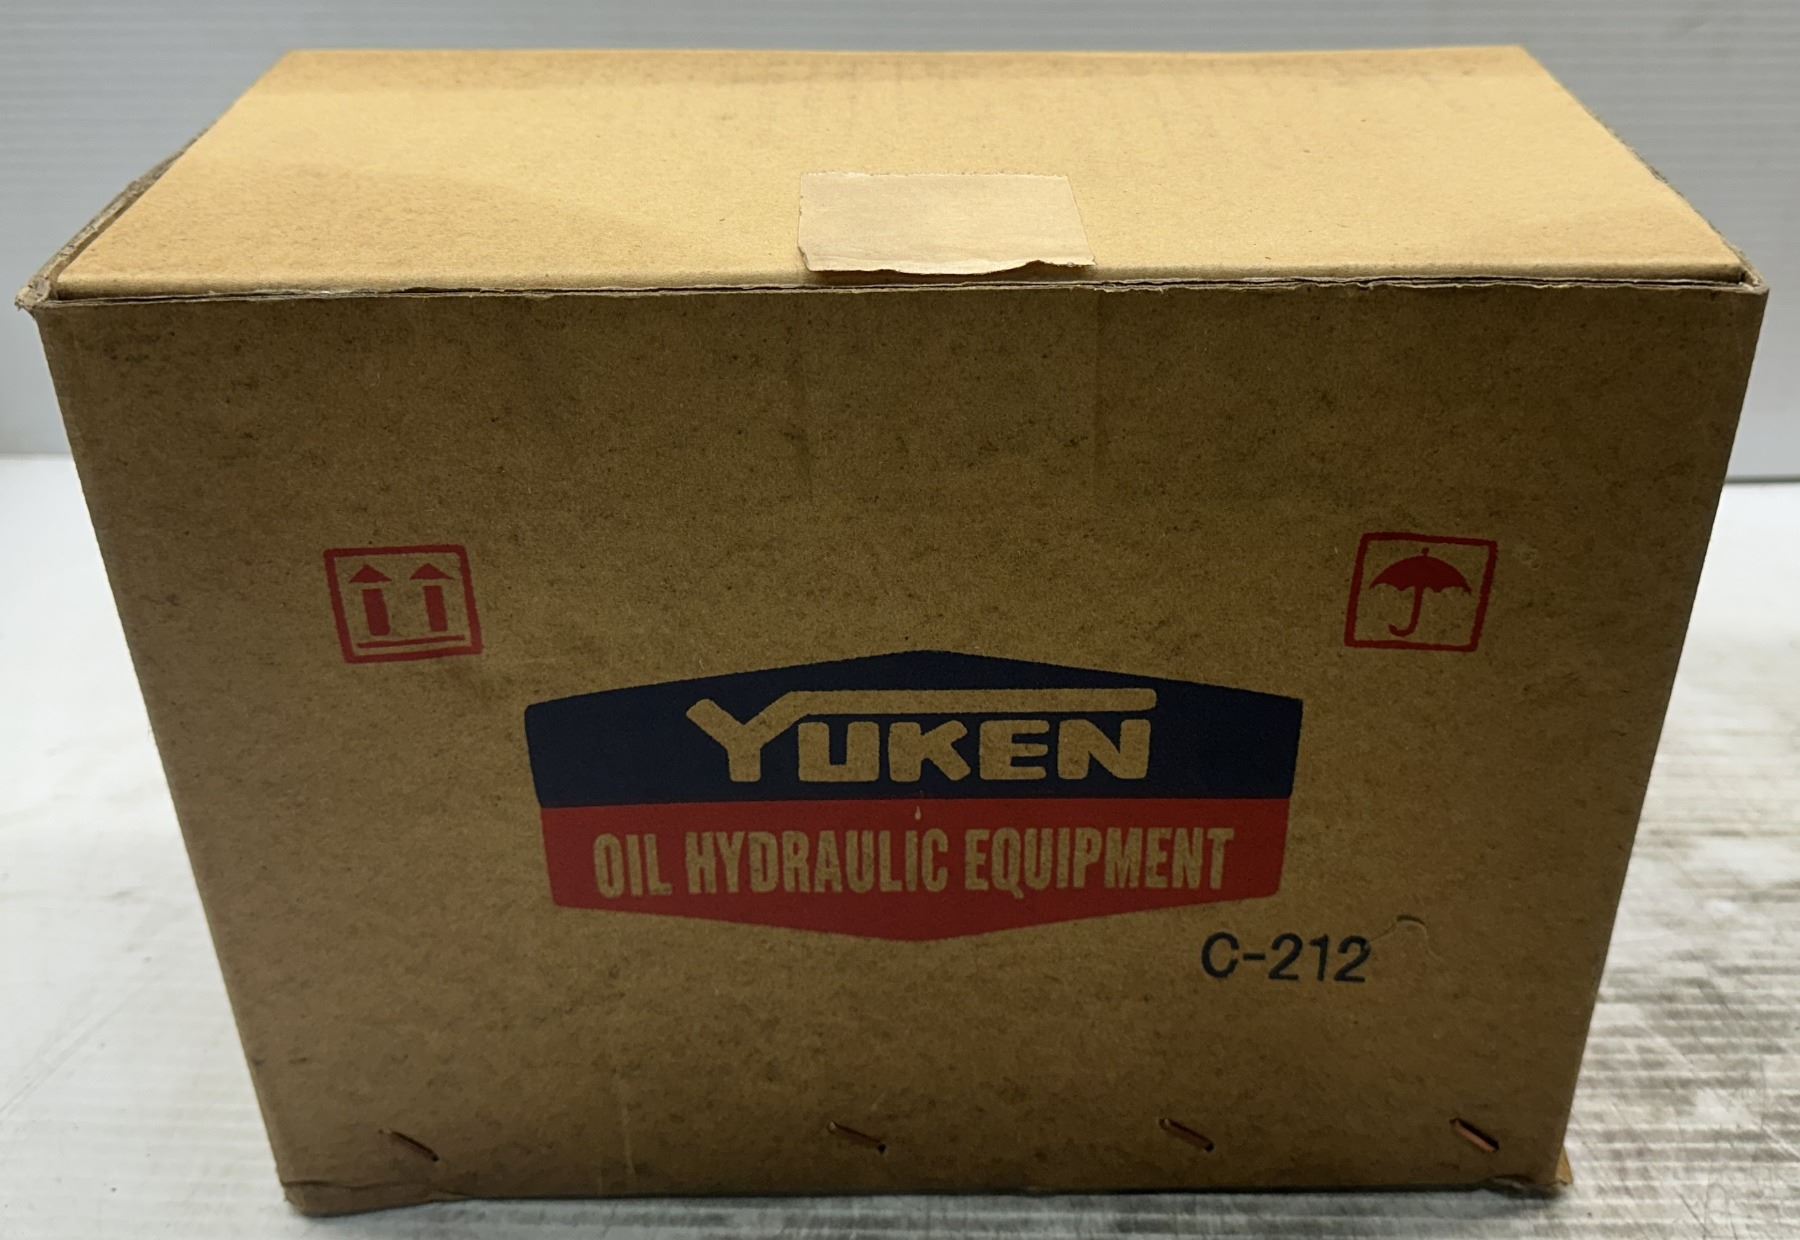 YUKEN
OIL HYDRAULIC EQUIPMENT
C-212